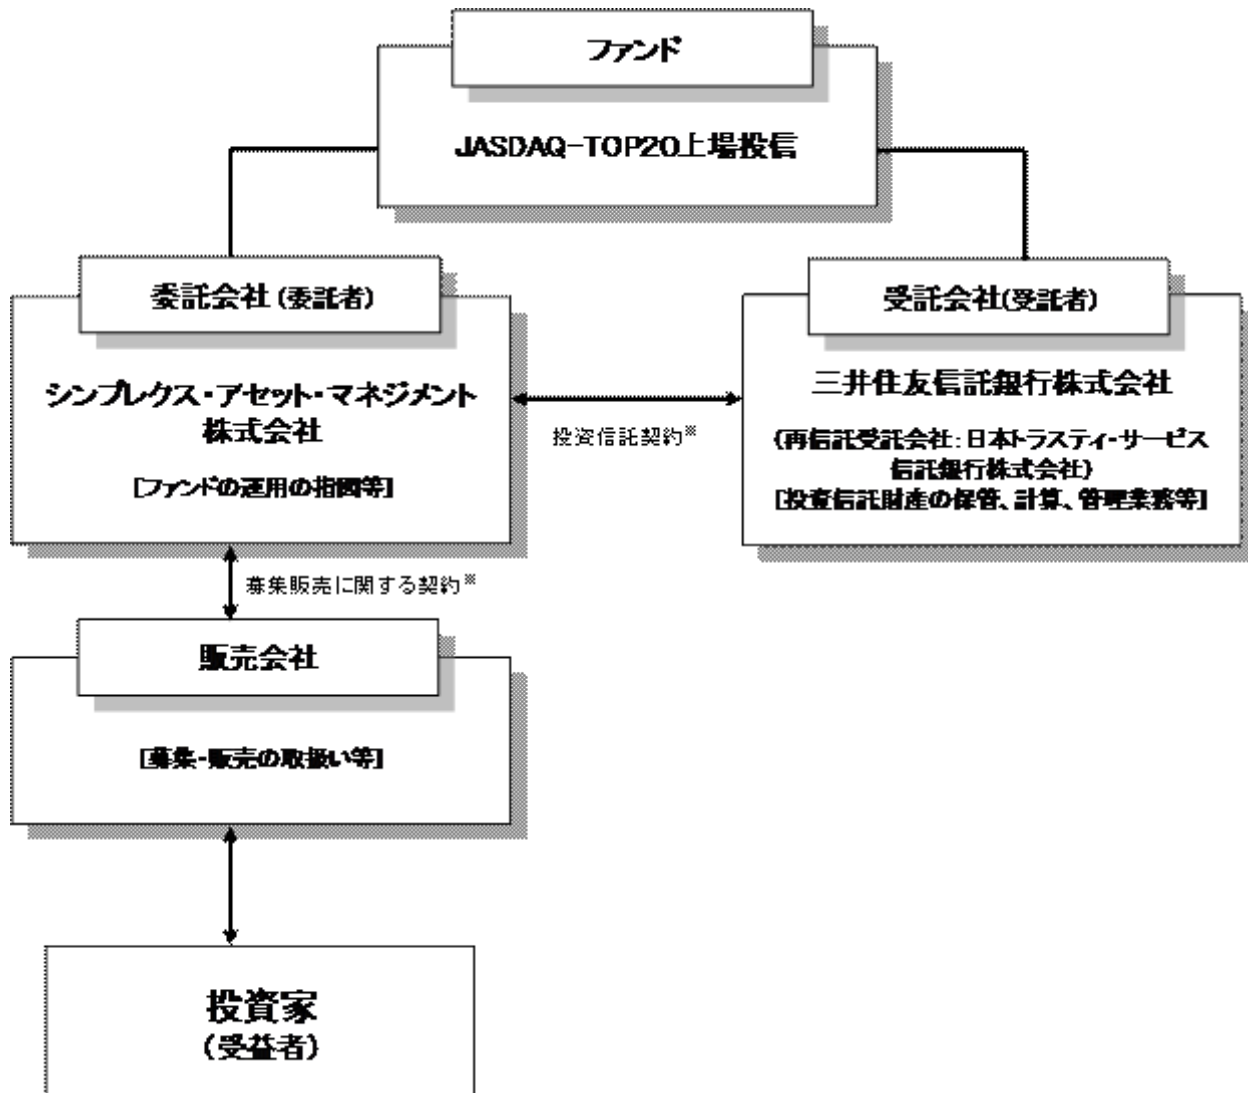 ファンド
JASDAQ-TOP20上場投信
委託会社(委託者)
シンプレクス・アセット・マネジメント
株式会社
[ファンドの運用の指図等]
投資信託契約※
受託会社(受託者)
三井住友信託銀行株式会社
(再信託受託会社:日本トラスティ・サービス
信託銀行株式会社)
[投資信託財産の保管、計算、管理業務等]
募集販売に関する契約※
販売会社
[募集・販売の取扱い等]
投資家
(受益者)